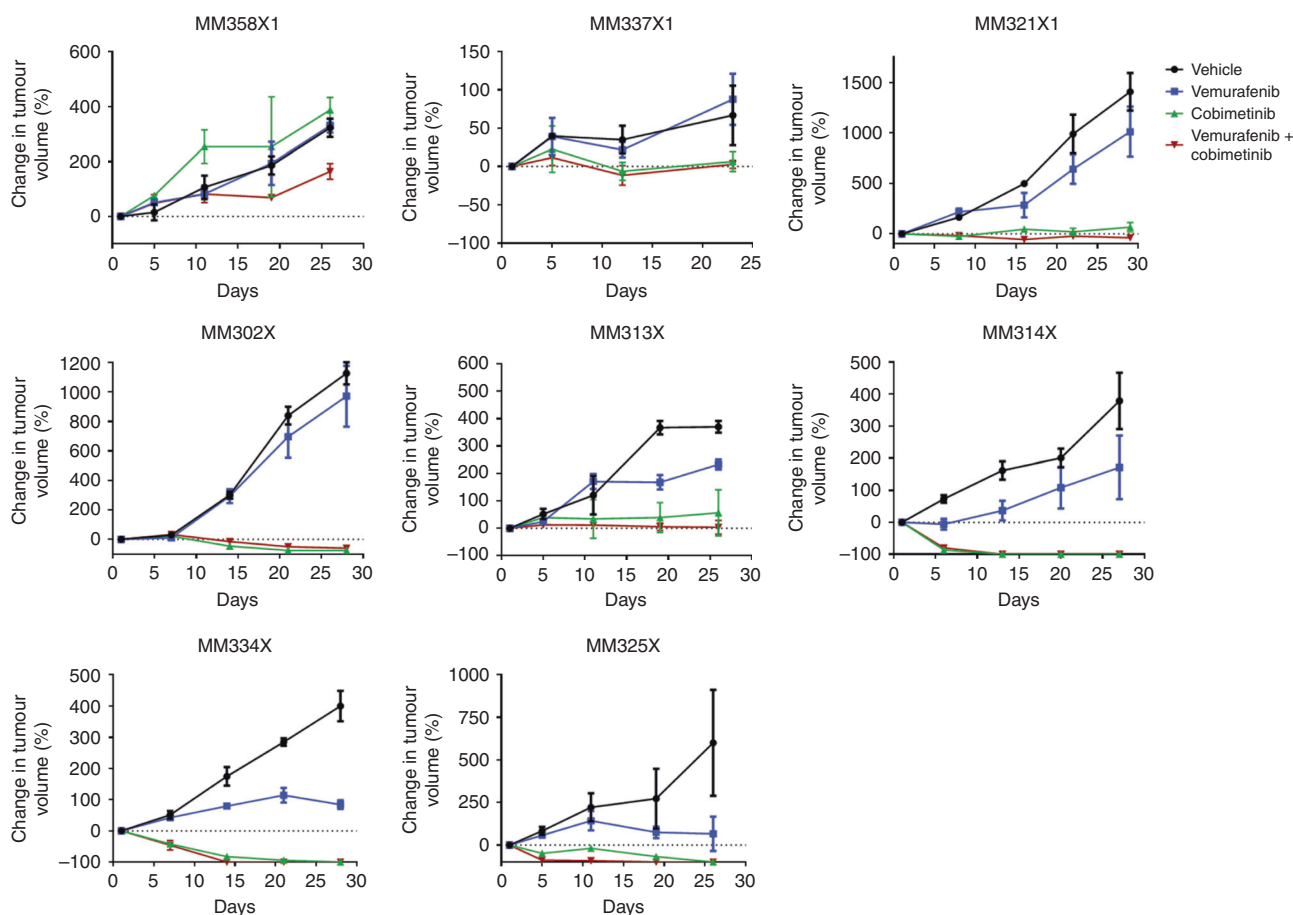 MM358X1
Change in tumour
volume (%)
600
400
200
0
0 5 10 15 20 25 30
Days
MM337X1
Change in tumour
volume (%)
150
100
50
0
−50
−100
0 5 10 15 20 25
Days
MM321X1
Change in tumour
volume (%)
1500
1000
500
0
0 5 10 15 20 25 30
Days
Vehicle
Vemurafenib
Cobimetinib
Vemurafenib +
cobimetinib
MM302X
Change in tumour
volume (%)
1200
1000
800
600
400
200
0
0 5 10 15 20 25 30
Days
MM313X
Change in tumour
volume (%)
600
500
400
300
200
100
0
−100
0 5 10 15 20 25 30
Days
MM314X
Change in tumour
volume (%)
500
400
300
200
100
0
−100
0 5 10 15 20 25 30
Days
MM334X
Change in tumour
volume (%)
500
400
300
200
100
0
−100
0 5 10 15 20 25 30
Days
MM325X
Change in tumour
volume (%)
1000
750
500
250
0
0 5 10 15 20 25 30
Days